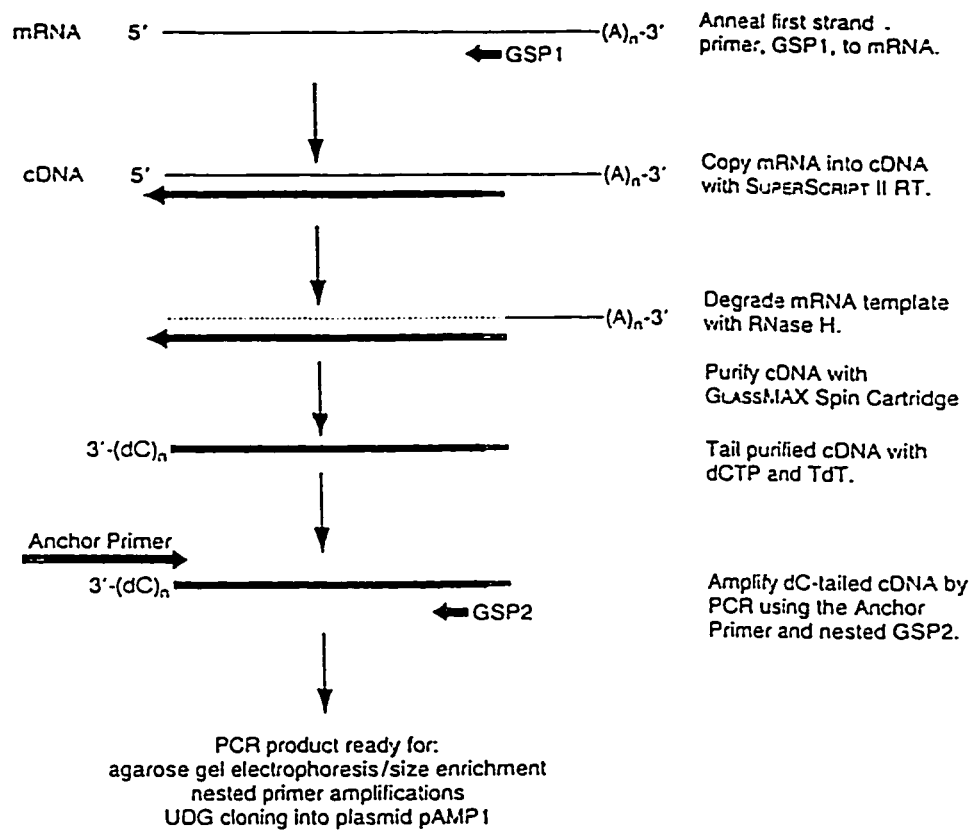 mRNA 5′ (A)n-3′ Anneal first strand
GSP1 primer, GSP1, to mRNA.
cDNA 5′ (A)n-3′ Copy mRNA into cDNA
with SUPERSCRIPT II RT.
(A)n-3′ Degrade mRNA template
with RNase H.
Purify cDNA with
GLASSMAX Spin Cartridge
3′-(dC)n Tail purified cDNA with
dCTP and TdT.
Anchor Primer
3′-(dC)n Amplify dC-tailed cDNA by
GSP2 PCR using the Anchor
Primer and nested GSP2.
PCR product ready for:
agarose gel electrophoresis/size enrichment
nested primer amplifications
UDG cloning into plasmid pAMP1